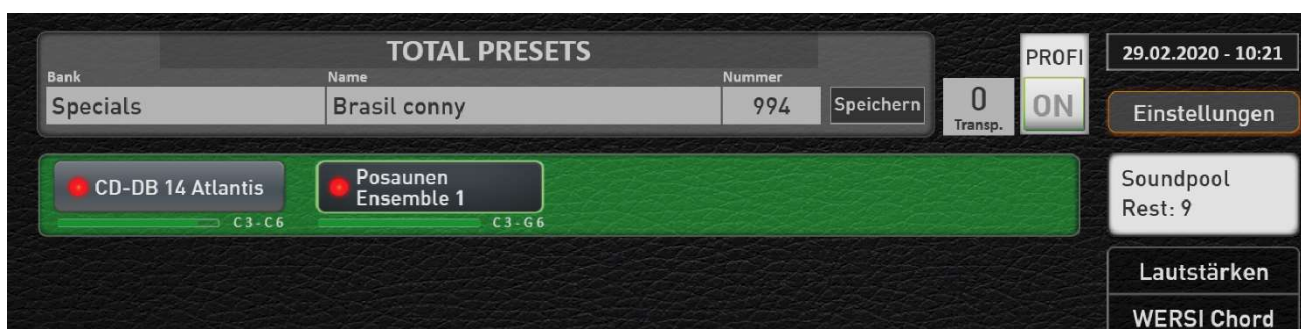 TOTAL PRESETS
Bank
Name
Nummer
Specials
Brasil conny
994
Speichern
0
Transp.
PROFI
ON
29.02.2020 - 10:21
Einstellungen
CD-DB 14 Atlantis
C3-C6
Posaunen
Ensemble 1
C3-G6
Soundpool
Rest: 9
Lautstärken
WERSI Chord